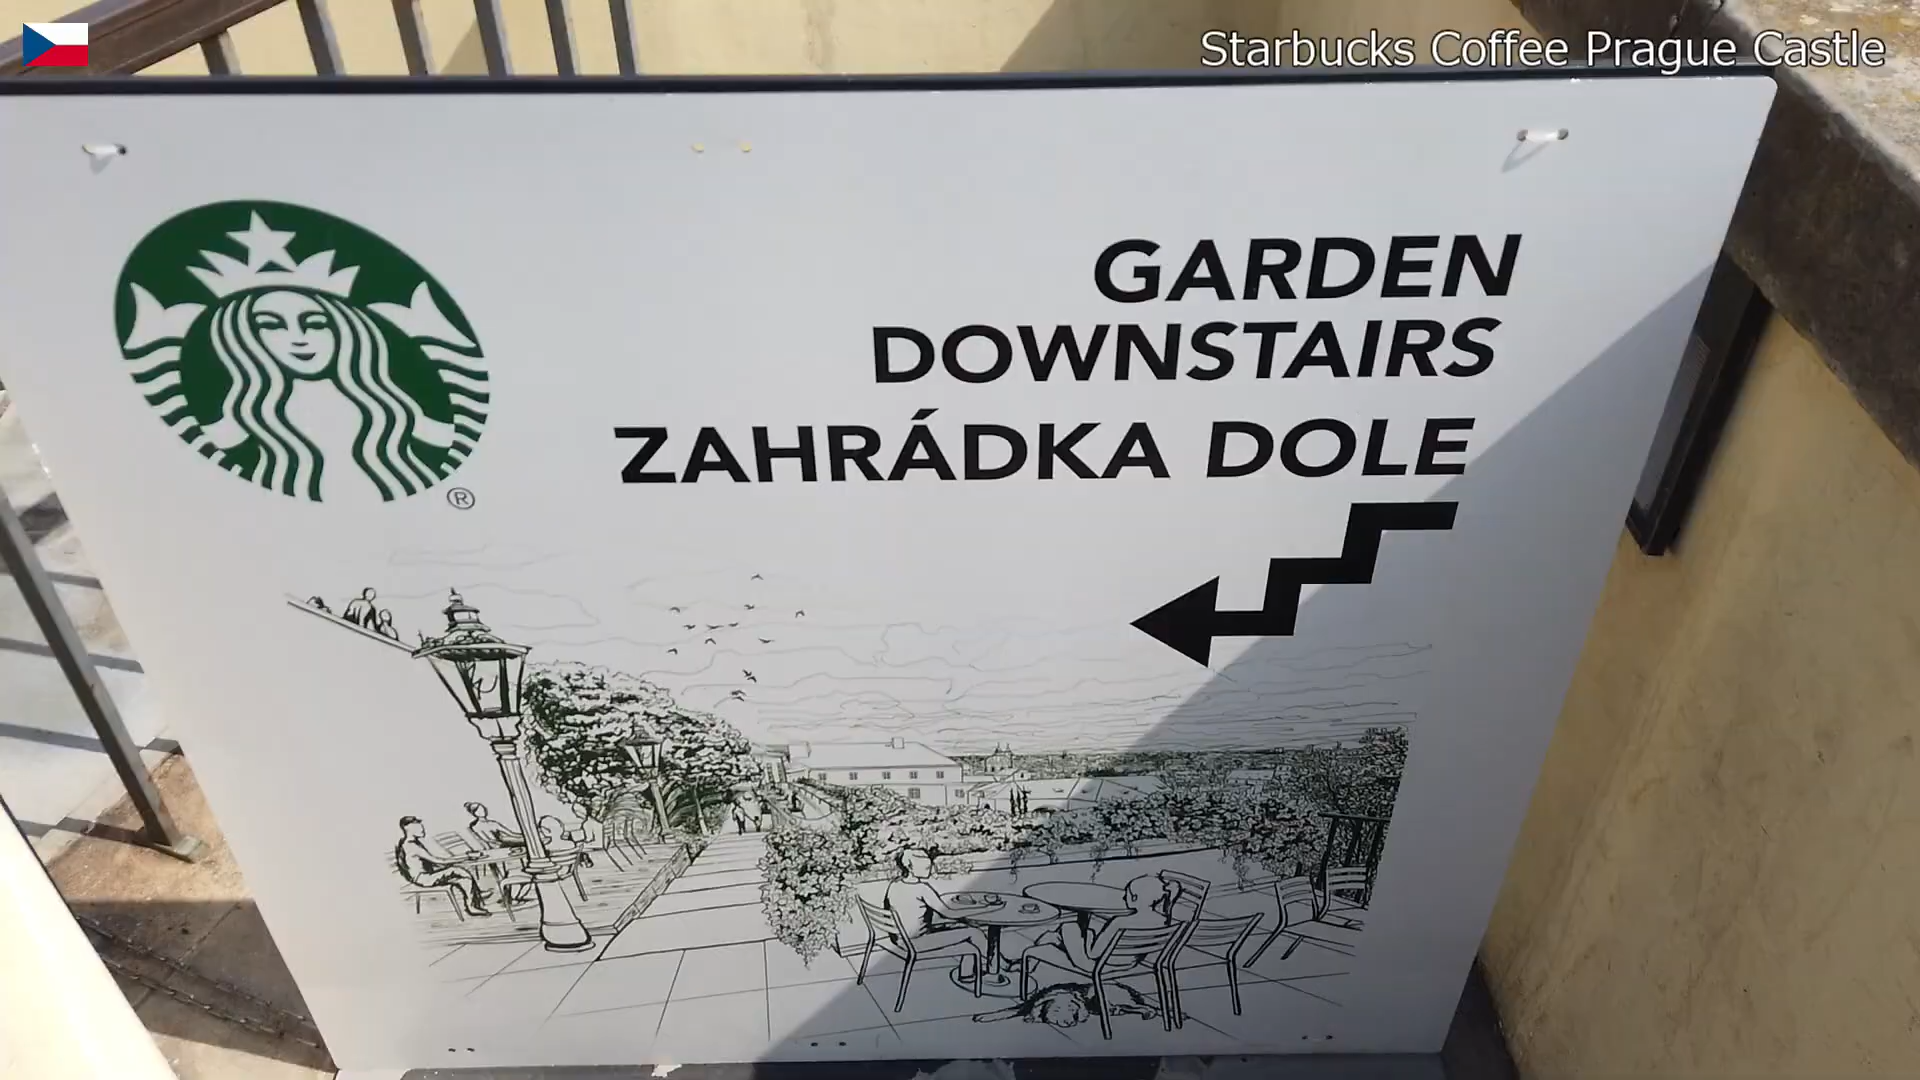 Starbucks Coffee Prague Castle
GARDEN
DOWNSTAIRS
ZAHRÁDKA DOLE
®